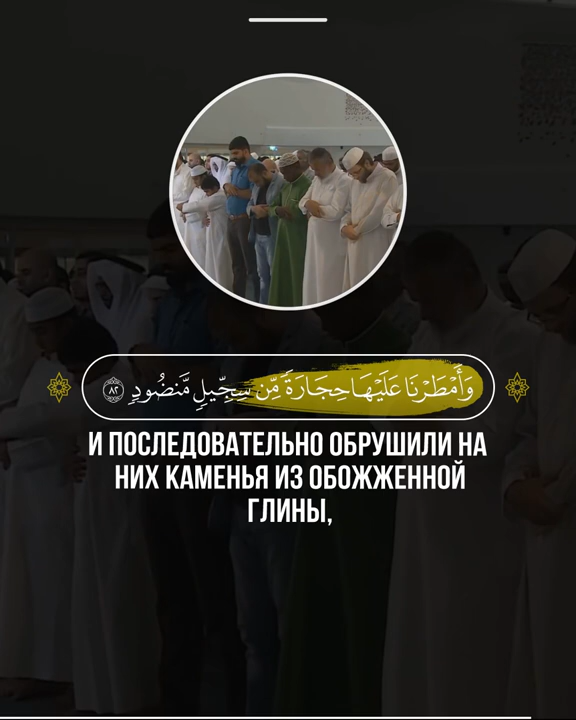 وَأَمْطَرْنَا عَلَيْهَا حِجَارَةً مِّن سِجِّيلٍ مَّنضُودٍ ٨٢
И ПОСЛЕДОВАТЕЛЬНО ОБРУШИЛИ НА
НИХ КАМЕНЬЯ ИЗ ОБОЖЖЕННОЙ
ГЛИНЫ,